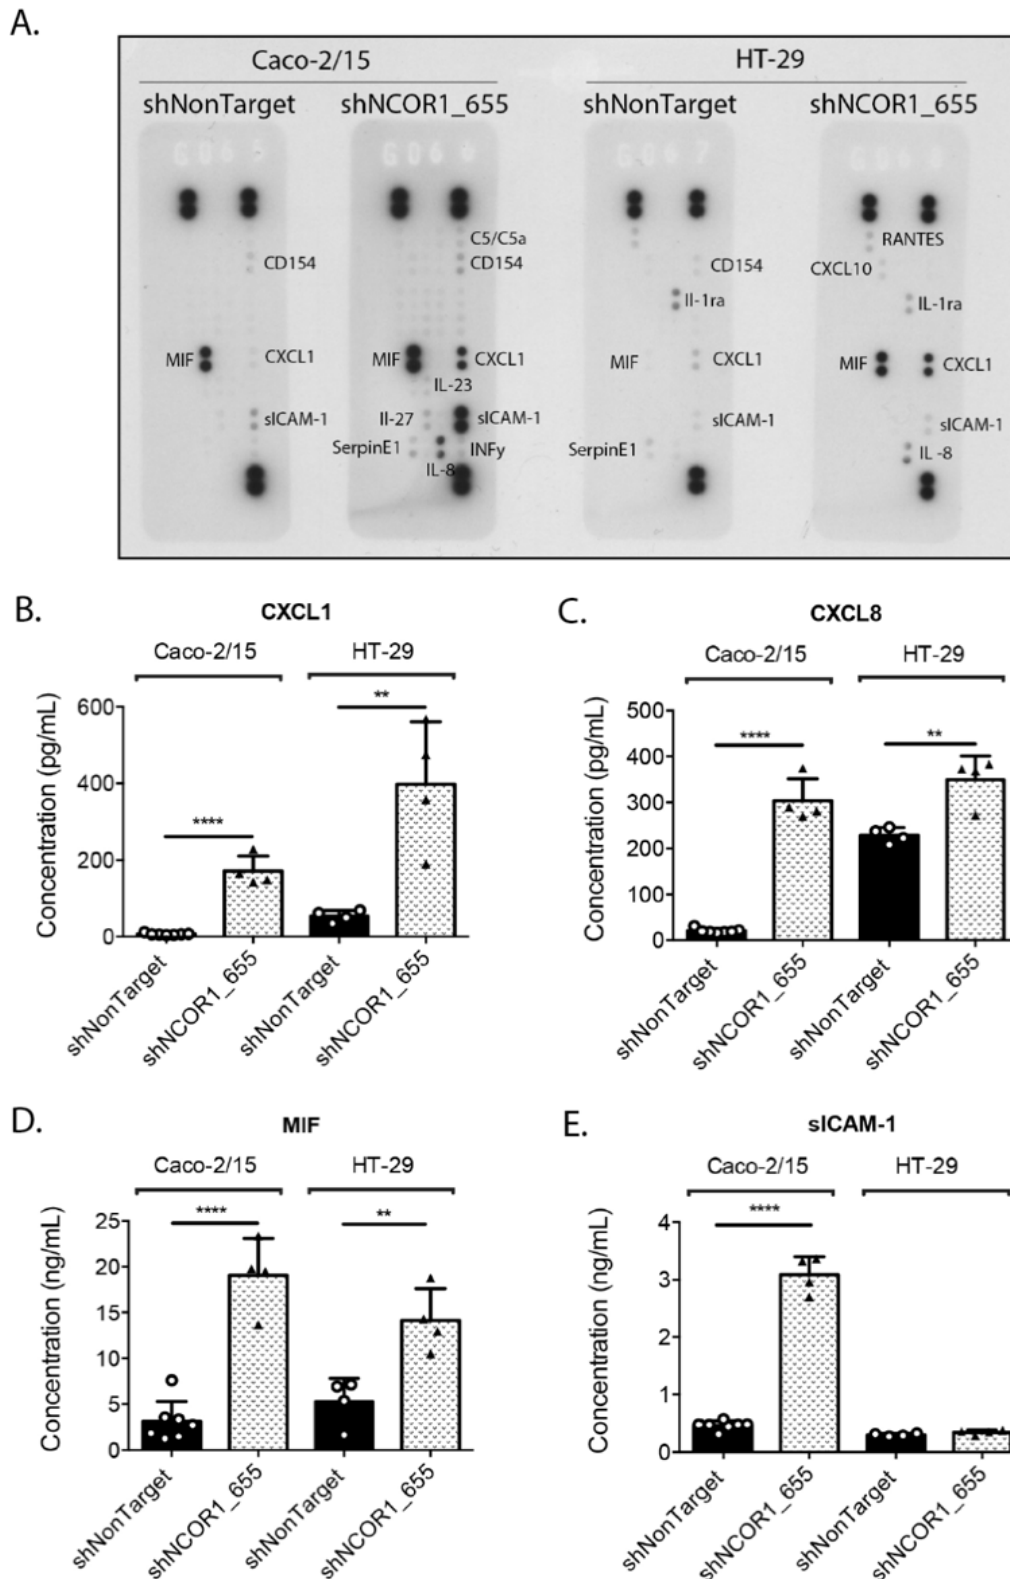 A.
Caco-2/15 HT-29
shNonTarget shNCOR1_655 shNonTarget shNCOR1_655
C5/C5a
CD154 CD154 CD154
RANTES
CXCL10
Il-1ra IL-1ra
MIF CXCL1 MIF CXCL1 MIF CXCL1 MIF CXCL1
IL-23
sICAM-1 Il-27 sICAM-1 sICAM-1 sICAM-1
SerpinE1 INFy SerpinE1 IL -8
IL-8
B.
CXCL1
Caco-2/15 HT-29
Concentration (pg/mL)
600
400
200
0
**** **
shNonTarget shNCOR1_655 shNonTarget shNCOR1_655
C.
CXCL8
Caco-2/15 HT-29
Concentration (pg/mL)
500
400
300
200
100
0
**** **
shNonTarget shNCOR1_655 shNonTarget shNCOR1_655
D.
MIF
Caco-2/15 HT-29
Concentration (ng/mL)
25
20
15
10
5
0
**** **
shNonTarget shNCOR1_655 shNonTarget shNCOR1_655
E.
sICAM-1
Caco-2/15 HT-29
Concentration (ng/mL)
4
3
2
1
0
****
shNonTarget shNCOR1_655 shNonTarget shNCOR1_655